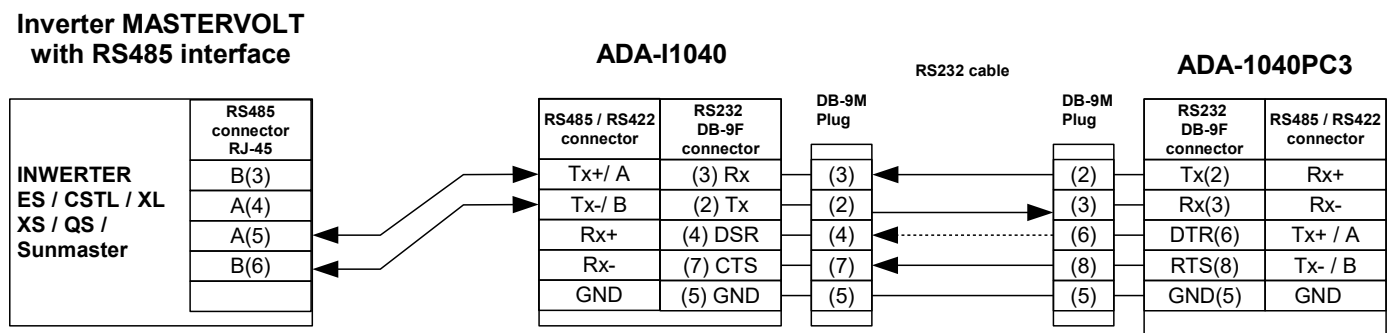 Inverter MASTERVOLT
with RS485 interface
ADA-I1040
RS232 cable
ADA-1040PC3
RS485
connector
RJ-45
INWERTER
ES / CSTL / XL
XS / QS /
Sunmaster
B(3)
A(4)
A(5)
B(6)
RS485 / RS422
connector
RS232
DB-9F
connector
Tx+/ A
(3) Rx
Tx-/ B
(2) Tx
Rx+
(4) DSR
Rx-
(7) CTS
GND
(5) GND
DB-9M
Plug
(3)
(2)
(4)
(7)
(5)
DB-9M
Plug
(2)
(3)
(6)
(8)
(5)
RS232
DB-9F
connector
RS485 / RS422
connector
Tx(2)
Rx+
Rx(3)
Rx-
DTR(6)
Tx+ / A
RTS(8)
Tx- / B
GND(5)
GND